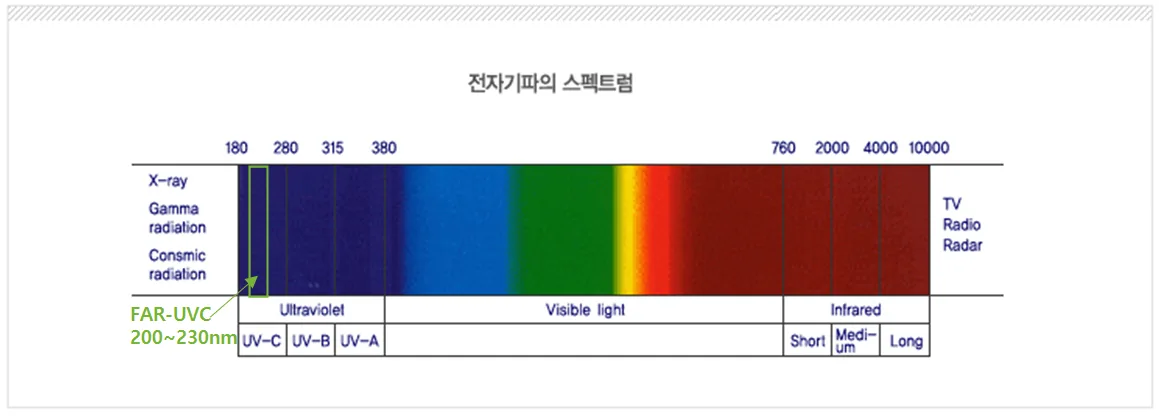 전자기파의 스펙트럼
180 280 315 380 760 2000 4000 10000
X-ray
Gamma
radiation
Consmic
radiation
TV
Radio
Radar
FAR-UVC
200~230nm
Ultraviolet Visible light Infrared
UV-C UV-B UV-A Short Medi-
um Long